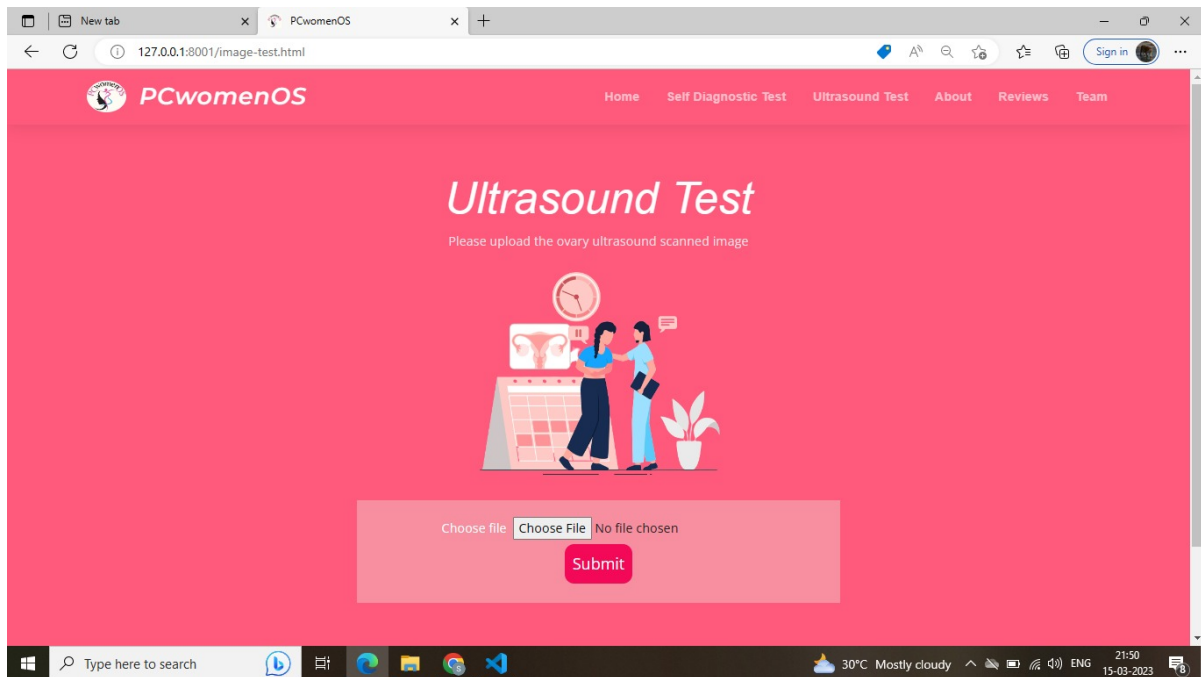 New tab
PCwomenOS
127.0.0.1:8001/image-test.html
Sign in
PCwomenOS
PCwomenOS
Home Self Diagnostic Test Ultrasound Test About Reviews Team
Ultrasound Test
Please upload the ovary ultrasound scanned image
Choose file Choose File No file chosen
Submit
Type here to search
30°C Mostly cloudy
ENG
21:50
15-03-2023
8